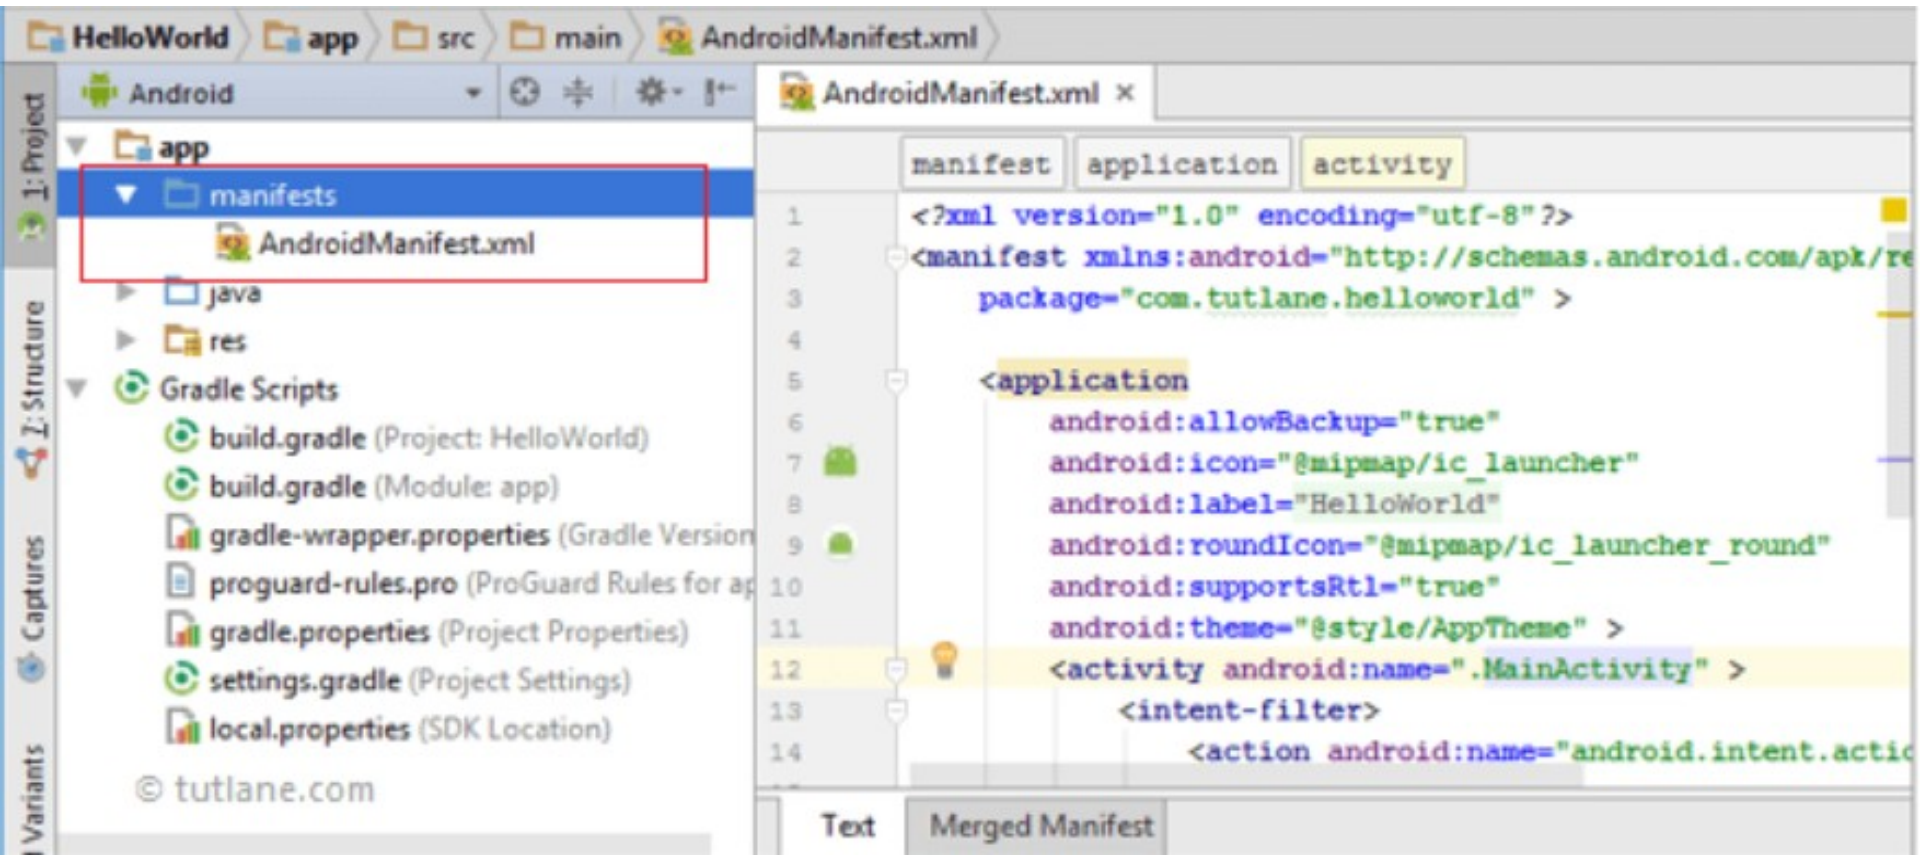 HelloWorld app src main AndroidManifest.xml
1: Project
Android
app
manifests
AndroidManifest.xml
java
res
Gradle Scripts
build.gradle (Project: HelloWorld)
build.gradle (Module: app)
gradle-wrapper.properties (Gradle Version
proguard-rules.pro (ProGuard Rules for ap
gradle.properties (Project Properties)
settings.gradle (Project Settings)
local.properties (SDK Location)
© tutlane.com
Z: Structure
Captures
Variants
AndroidManifest.xml ×
manifest application activity
1 <?xml version="1.0" encoding="utf-8"?>
2 <manifest xmlns:android="http://schemas.android.com/apk/re
3 package="com.tutlane.helloworld" >
4
5 <application
6 android:allowBackup="true"
7 android:icon="@mipmap/ic_launcher"
8 android:label="HelloWorld"
9 android:roundIcon="@mipmap/ic_launcher_round"
10 android:supportsRtl="true"
11 android:theme="@style/AppTheme" >
12 <activity android:name=".MainActivity" >
13 <intent-filter>
14 <action android:name="android.intent.actio
Text Merged Manifest